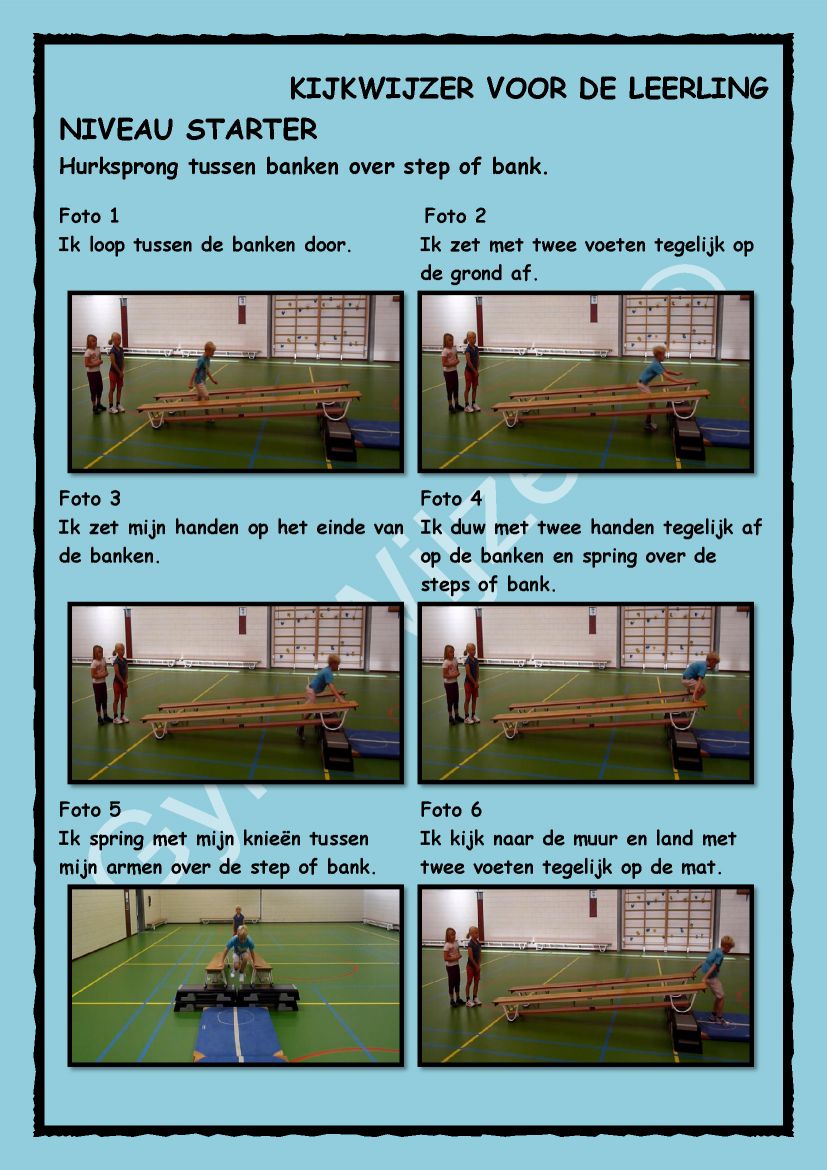 KIJKWIJZER VOOR DE LEERLING
NIVEAU STARTER
Hurksprong tussen banken over step of bank.
Foto 1
Ik loop tussen de banken door.
Foto 2
Ik zet met twee voeten tegelijk op
de grond af.
Foto 3
Ik zet mijn handen op het einde van
de banken.
Foto 4
Ik duw met twee handen tegelijk af
op de banken en spring over de
steps of bank.
Foto 5
Ik spring met mijn knieën tussen
mijn armen over de step of bank.
Foto 6
Ik kijk naar de muur en land met
twee voeten tegelijk op de mat.